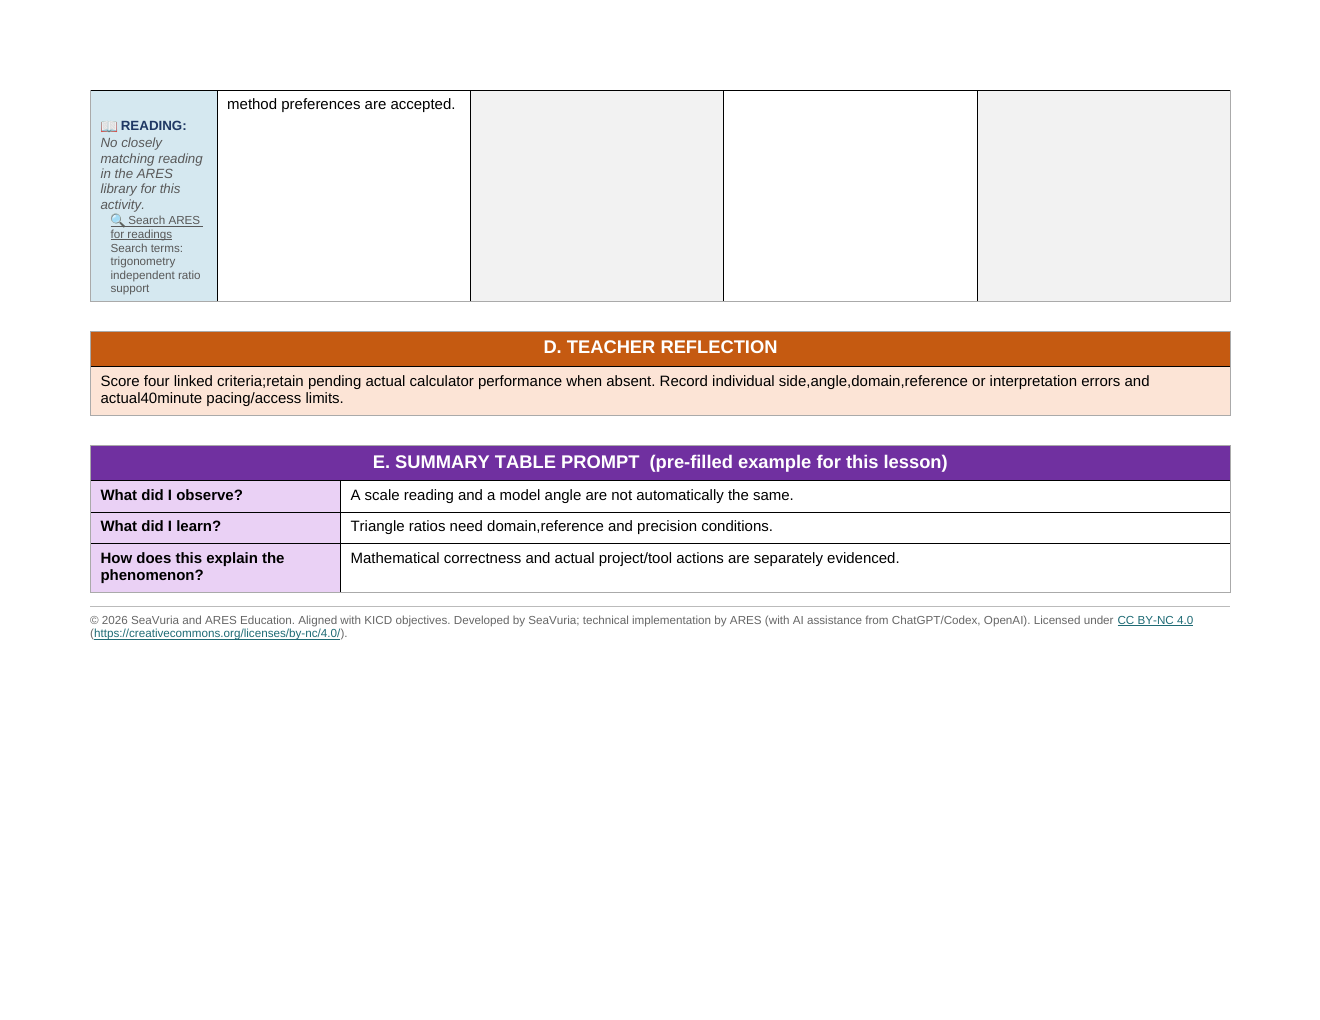 📖 READING:
No closely
matching reading
in the ARES
library for this
activity.
🔍 Search ARES
for readings
Search terms:
trigonometry
independent ratio
support
method preferences are accepted.
D. TEACHER REFLECTION
Score four linked criteria;retain pending actual calculator performance when absent. Record individual side,angle,domain,reference or interpretation errors and
actual40minute pacing/access limits.
E. SUMMARY TABLE PROMPT (pre-filled example for this lesson)
What did I observe?
A scale reading and a model angle are not automatically the same.
What did I learn?
Triangle ratios need domain,reference and precision conditions.
How does this explain the
phenomenon?
Mathematical correctness and actual project/tool actions are separately evidenced.
© 2026 SeaVuria and ARES Education. Aligned with KICD objectives. Developed by SeaVuria; technical implementation by ARES (with AI assistance from ChatGPT/Codex, OpenAI). Licensed under CC BY-NC 4.0
(https://creativecommons.org/licenses/by-nc/4.0/).